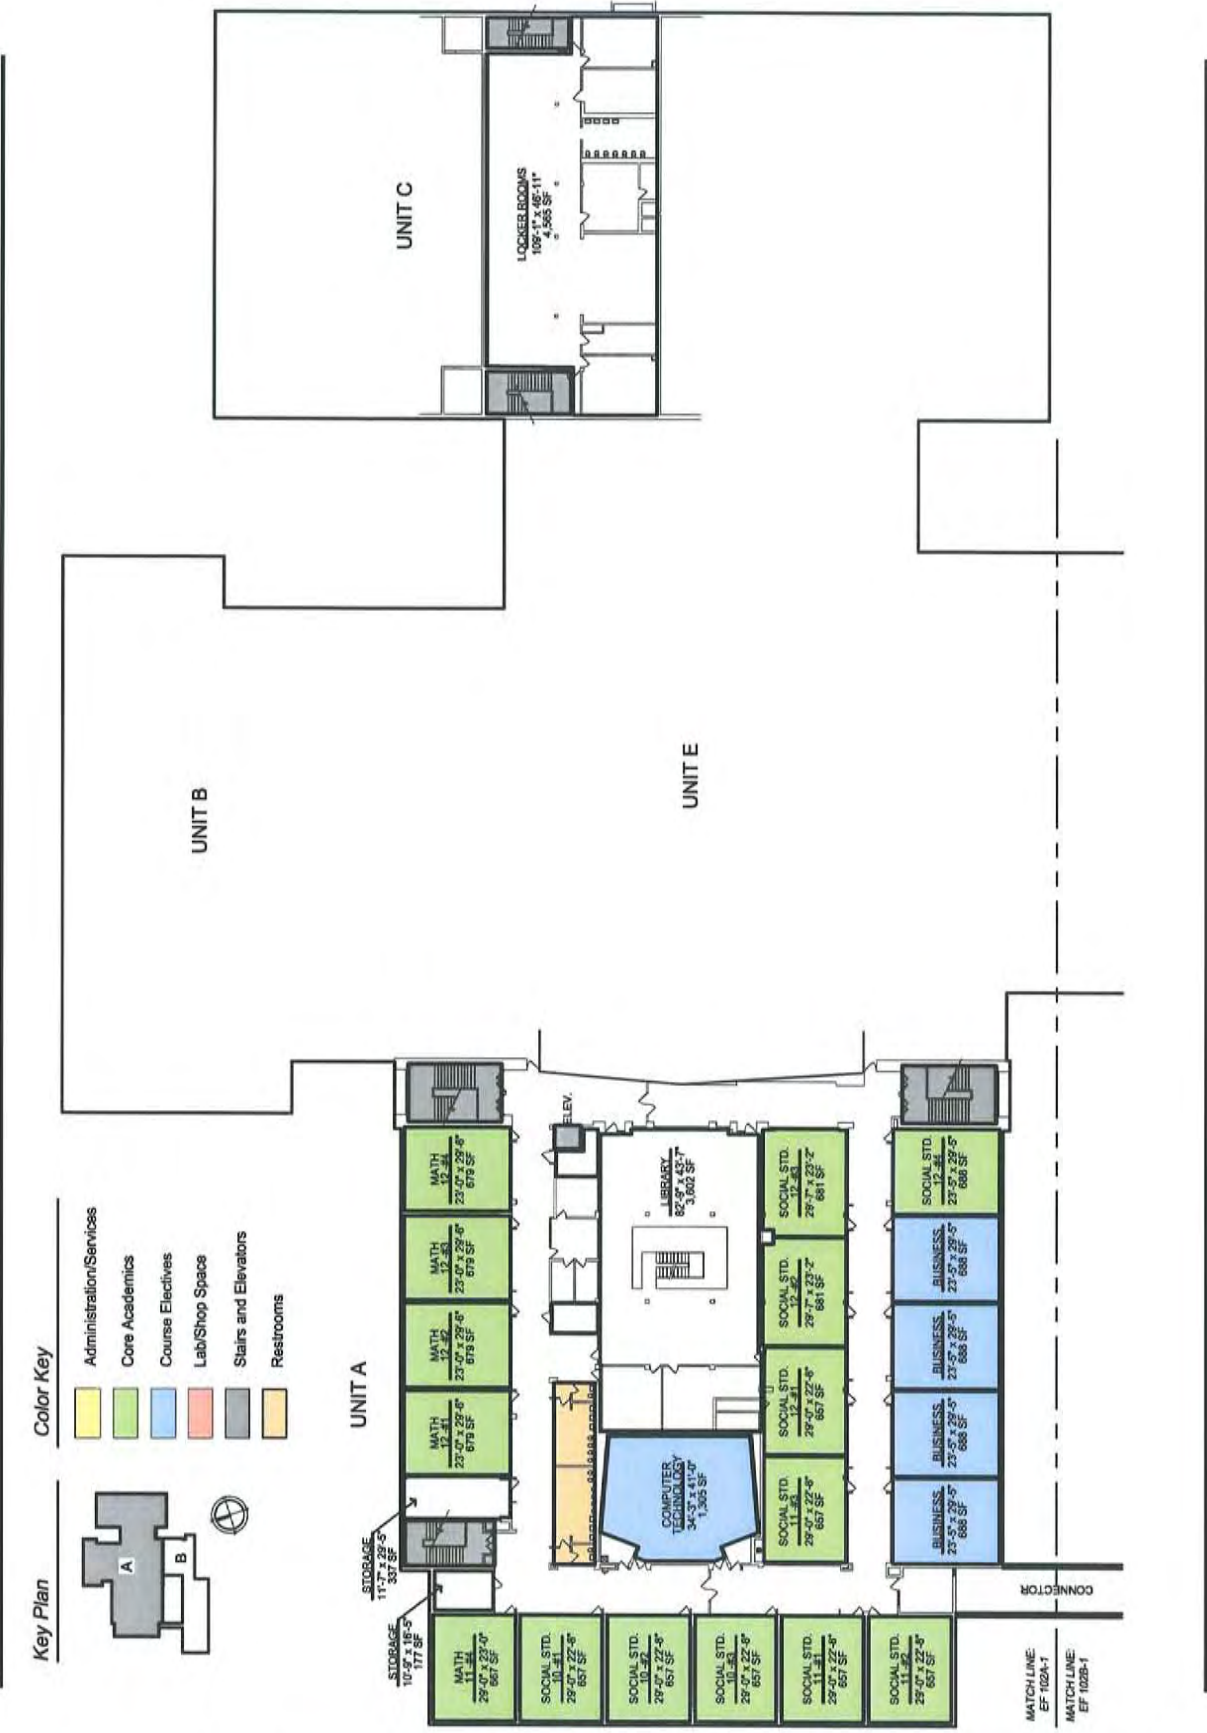 Key Plan
A
B
Color Key
Administration/Services
Core Academics
Course Electives
Lab/Shop Space
Stairs and Elevators
Restrooms
UNIT A
UNIT B
UNIT C
UNIT E
LOCKER ROOMS
109'-1" x 46'-11"
4,565 SF
STORAGE
11'-7" x 29'-5"
337 SF
STORAGE
10'-9" x 16'-5"
177 SF
MATH
12 -#1
23'-0" x 29'-6"
679 SF
MATH
12 -#2
23'-0" x 29'-6"
679 SF
MATH
12 -#3
23'-0" x 29'-6"
679 SF
MATH
12 -#4
23'-0" x 29'-6"
679 SF
ELEV.
LIBRARY
82'-9" x 43'-7"
3,602 SF
COMPUTER
TECHNOLOGY
34'-3" x 41'-0"
1,305 SF
SOCIAL STD.
11 -#3
29'-0" x 22'-8"
657 SF
SOCIAL STD.
12 -#1
29'-0" x 22'-8"
657 SF
SOCIAL STD.
12 -#2
29'-7" x 23'-2"
681 SF
SOCIAL STD.
12 -#3
29'-7" x 23'-2"
681 SF
BUSINESS
23'-5" x 29'-5"
688 SF
BUSINESS
23'-5" x 29'-5"
688 SF
BUSINESS
23'-5" x 29'-5"
688 SF
BUSINESS
23'-5" x 29'-5"
688 SF
SOCIAL STD.
12 -#4
23'-5" x 29'-5"
688 SF
MATH
11 -#4
29'-0" x 23'-0"
667 SF
SOCIAL STD.
10 -#1
29'-0" x 22'-8"
657 SF
SOCIAL STD.
10 -#2
29'-0" x 22'-8"
657 SF
SOCIAL STD.
10 -#3
29'-0" x 22'-8"
657 SF
SOCIAL STD.
11 -#1
29'-0" x 22'-8"
657 SF
SOCIAL STD.
11 -#2
29'-0" x 22'-8"
657 SF
CONNECTOR
MATCH LINE:
EF 102A-1
MATCH LINE:
EF 102B-1